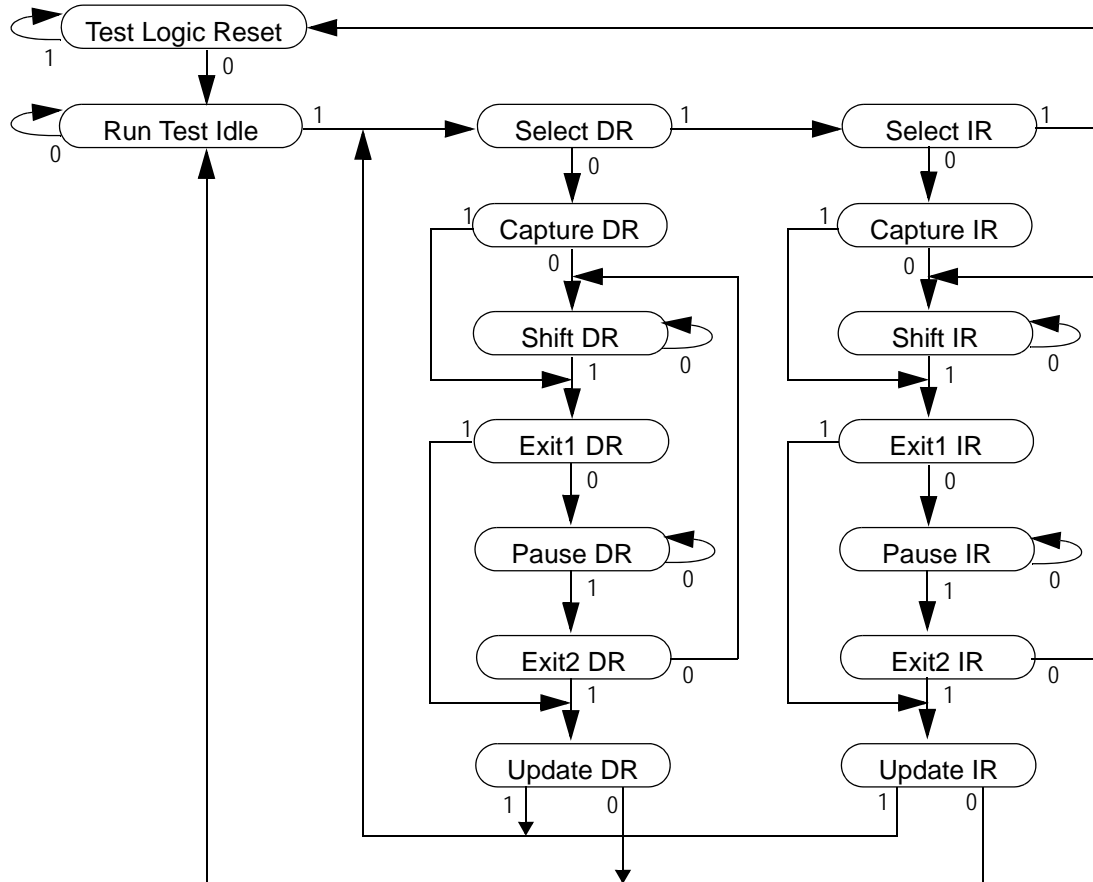 Test Logic Reset
1
0
Run Test Idle
1
0
Select DR
1
0
Select IR
1
0
1
Capture DR
0
1
Capture IR
0
Shift DR
0
1
Shift IR
0
1
1
Exit1 DR
0
1
Exit1 IR
0
Pause DR
0
1
Pause IR
0
1
Exit2 DR
0
1
Exit2 IR
0
1
Update DR
1
0
Update IR
1
0